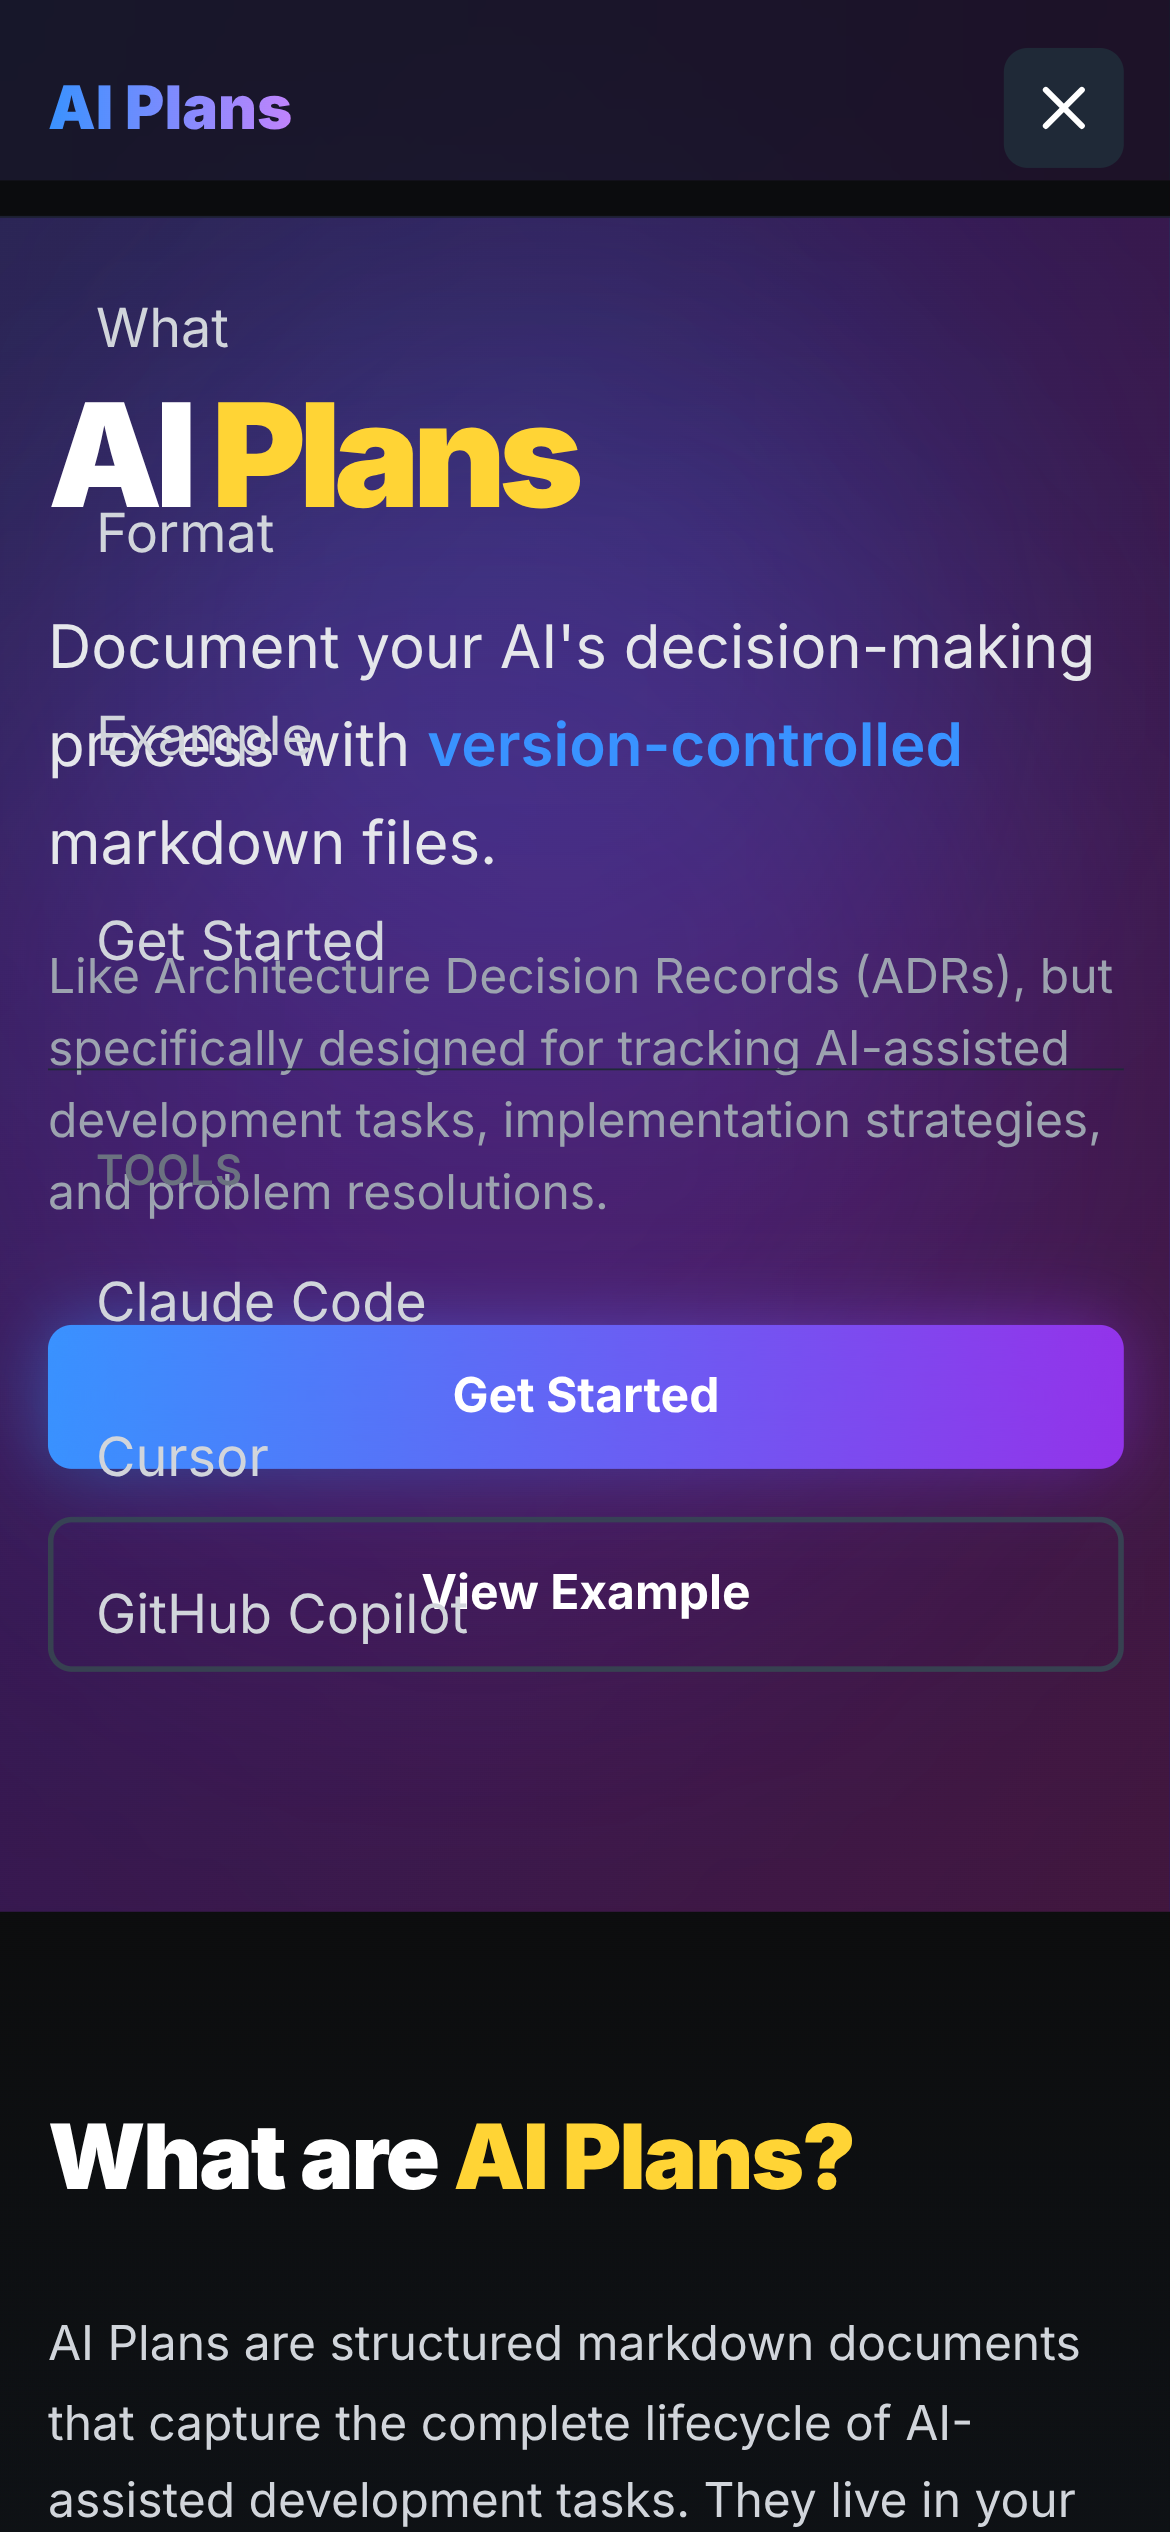 AI Plans
What
AI Plans
Format
Document your AI's decision-making
Example
process with version-controlled
markdown files.
Get Started
Like Architecture Decision Records (ADRs), but
specifically designed for tracking AI-assisted
development tasks, implementation strategies,
TOOLS
and problem resolutions.
Claude Code
Get Started
Cursor
View Example
GitHub Copilot
What are AI Plans?
AI Plans are structured markdown documents
that capture the complete lifecycle of AI-
assisted development tasks. They live in your